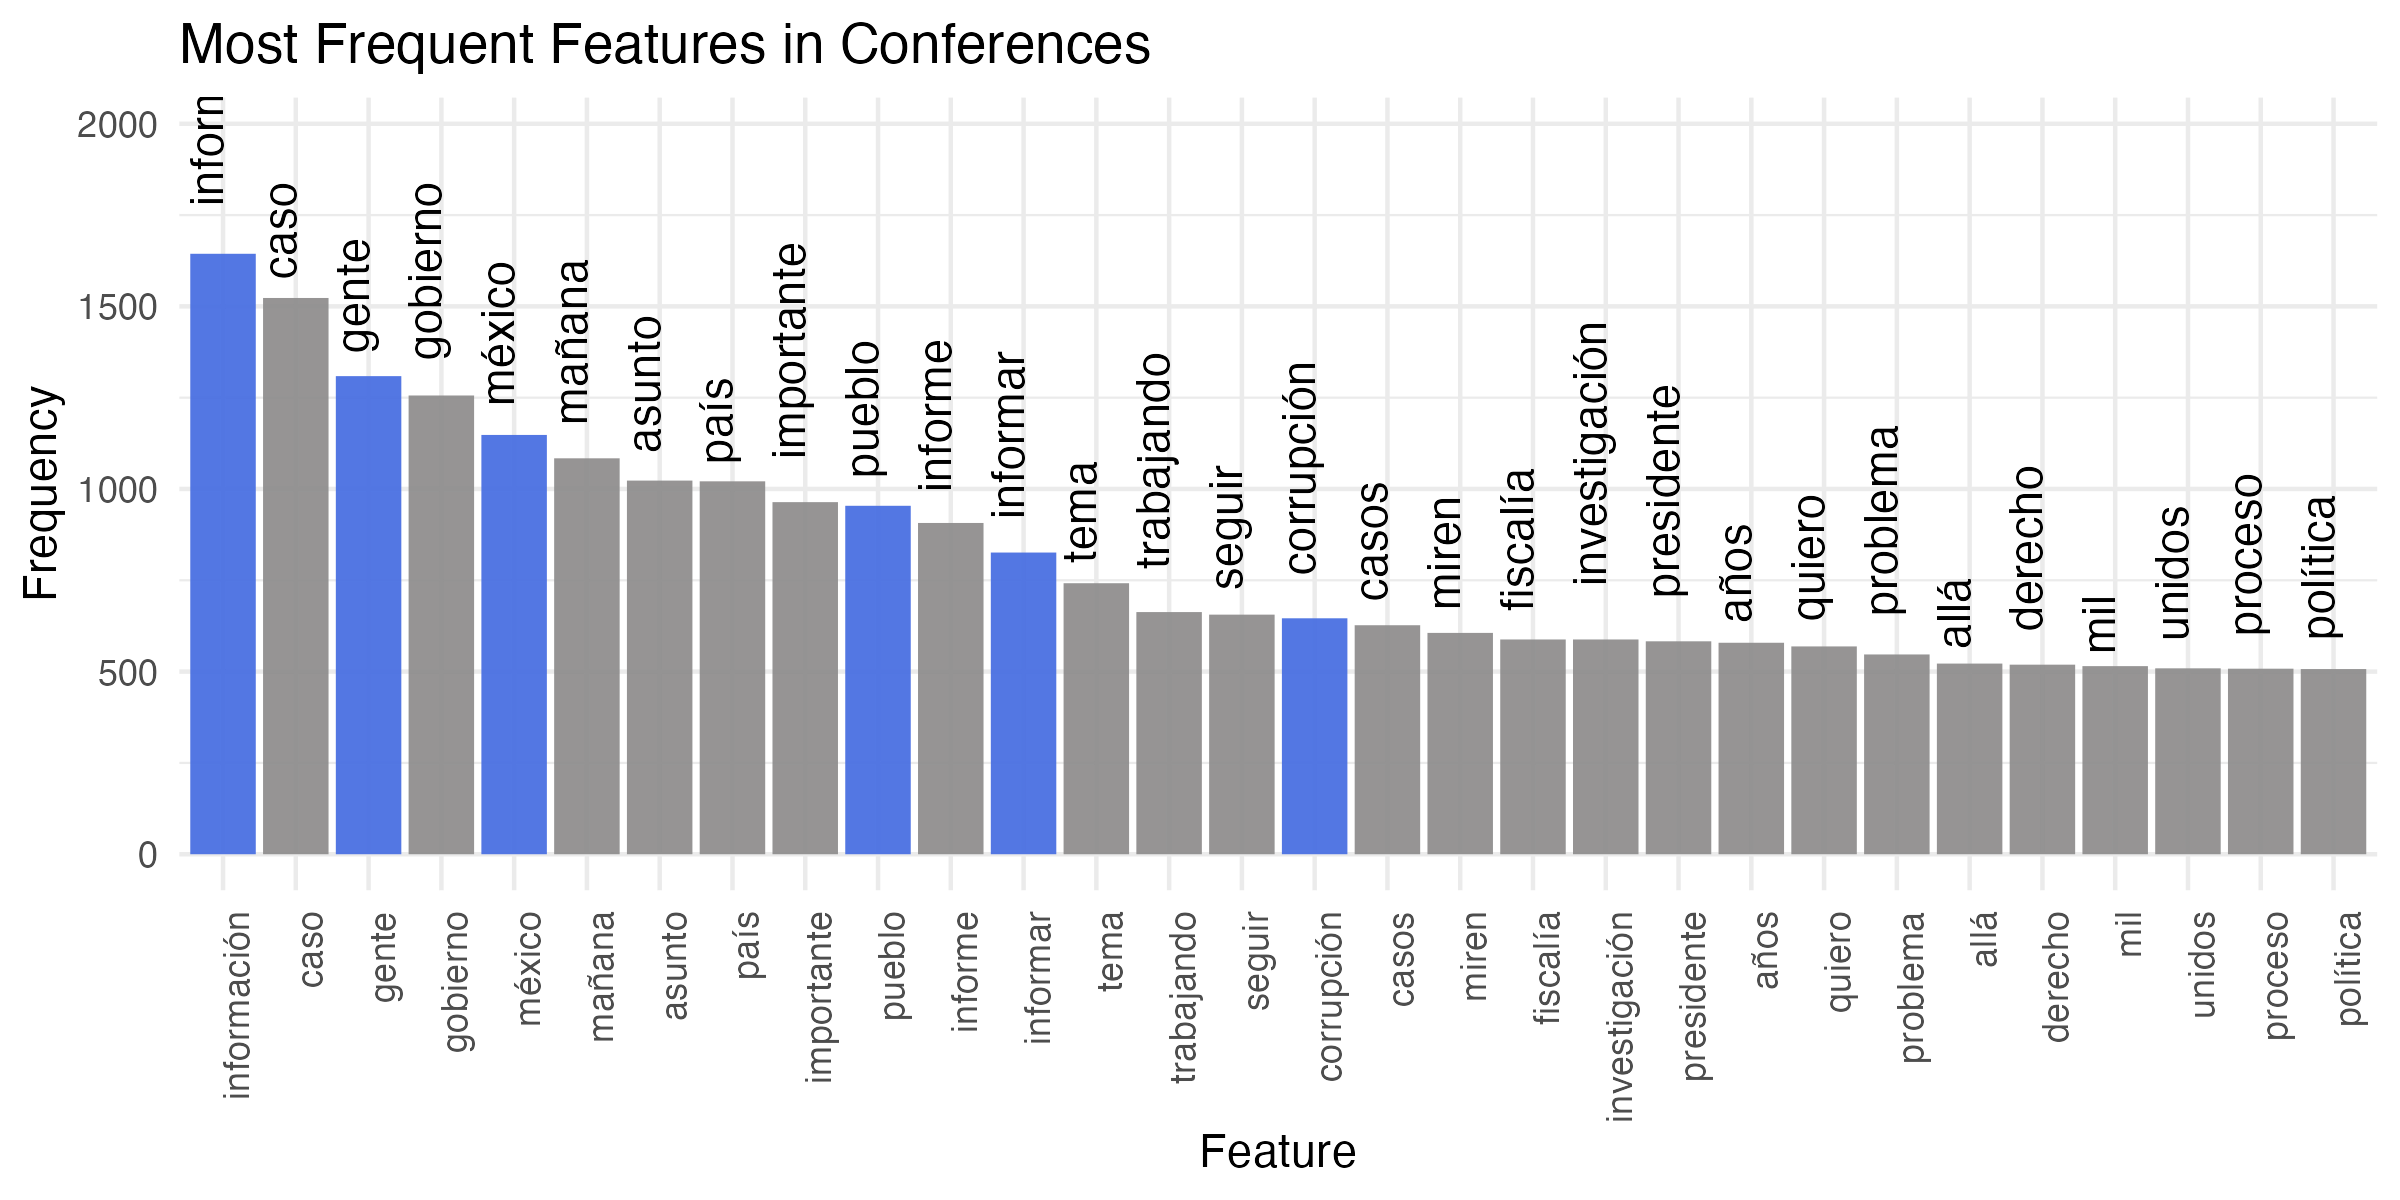 Most Frequent Features in Conferences
Frequency
2000
1500
1000
500
0
inforn
caso
gente
gobierno
méxico
mañana
asunto
país
importante
pueblo
informe
informar
tema
trabajando
seguir
corrupción
casos
miren
fiscalía
investigación
presidente
años
quiero
problema
allá
derecho
mil
unidos
proceso
política
información
caso
gente
gobierno
méxico
mañana
asunto
país
importante
pueblo
informe
informar
tema
trabajando
seguir
corrupción
casos
miren
fiscalía
investigación
presidente
años
quiero
problema
allá
derecho
mil
unidos
proceso
política
Feature